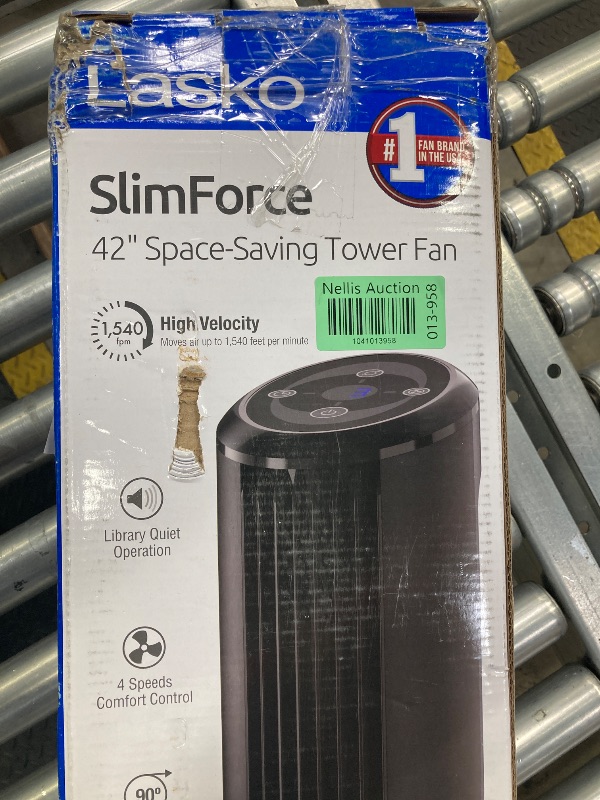 Lasko
#1
FAN BRAND
IN THE USA
SlimForce
42" Space-Saving Tower Fan
Nellis Auction
1041013958
013-958
1,540
fpm
High Velocity
Moves air up to 1,540 feet per minute
Library Quiet
Operation
4 Speeds
Comfort Control
90º